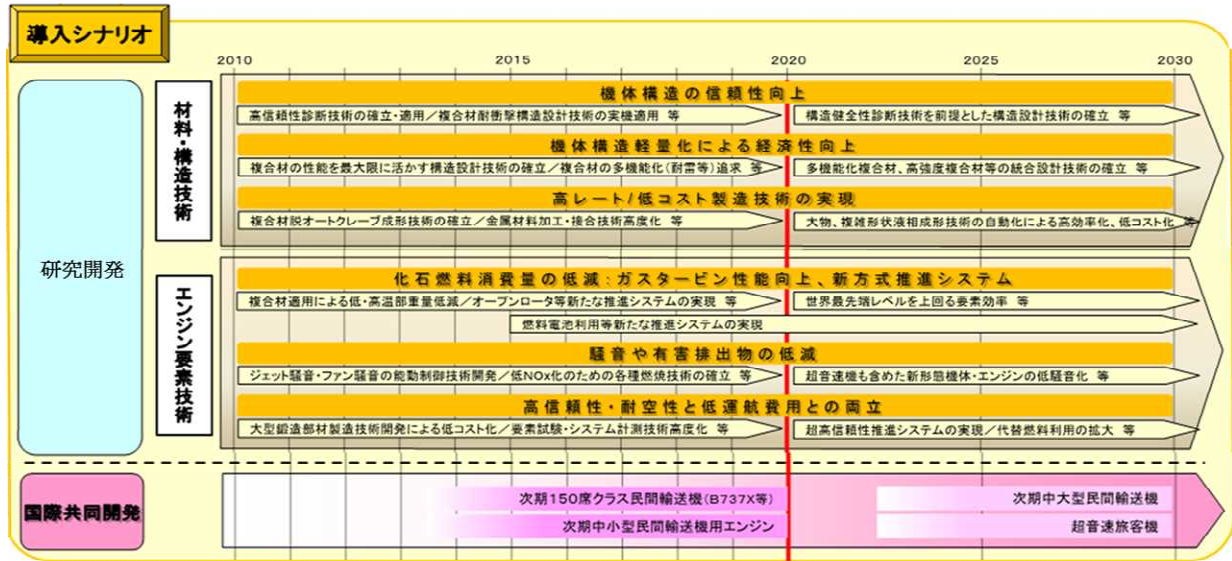 導入シナリオ
2010 2015 2020 2025 2030
研究開発
材料・構造技術
機体構造の信頼性向上
高信頼性診断技術の確立・適用／複合材耐衝撃構造設計技術の実機適用 等
構造健全性診断技術を前提とした構造設計技術の確立 等
機体構造軽量化による経済性向上
複合材の性能を最大限に活かす構造設計技術の確立／複合材の多機能化(耐雷等)追求 等
多機能化複合材、高強度複合材等の統合設計技術の確立 等
高レート/低コスト製造技術の実現
複合材脱オートクレーブ成形技術の確立／金属材料加工・接合技術高度化 等
大物、複雑形状液相成形技術の自動化による高効率化、低コスト化 等
エンジン要素技術
化石燃料消費量の低減：ガスタービン性能向上、新方式推進システム
複合材適用による低・高温部重量低減／オープンロータ等新たな推進システムの実現 等
世界最先端レベルを上回る要素効率 等
燃料電池利用等新たな推進システムの実現
騒音や有害排出物の低減
ジェット騒音・ファン騒音の能動制御技術開発／低NOx化のための各種燃焼技術の確立 等
超音速機も含めた新形態機体・エンジンの低騒音化 等
高信頼性・耐空性と低運航費用との両立
大型鍛造部材製造技術開発による低コスト化／要素試験・システム計測技術高度化 等
超高信頼性推進システムの実現／代替燃料利用の拡大 等
国際共同開発
次期150席クラス民間輸送機(B737X等)
次期中大型民間輸送機
次期中小型民間輸送機用エンジン
超音速旅客機